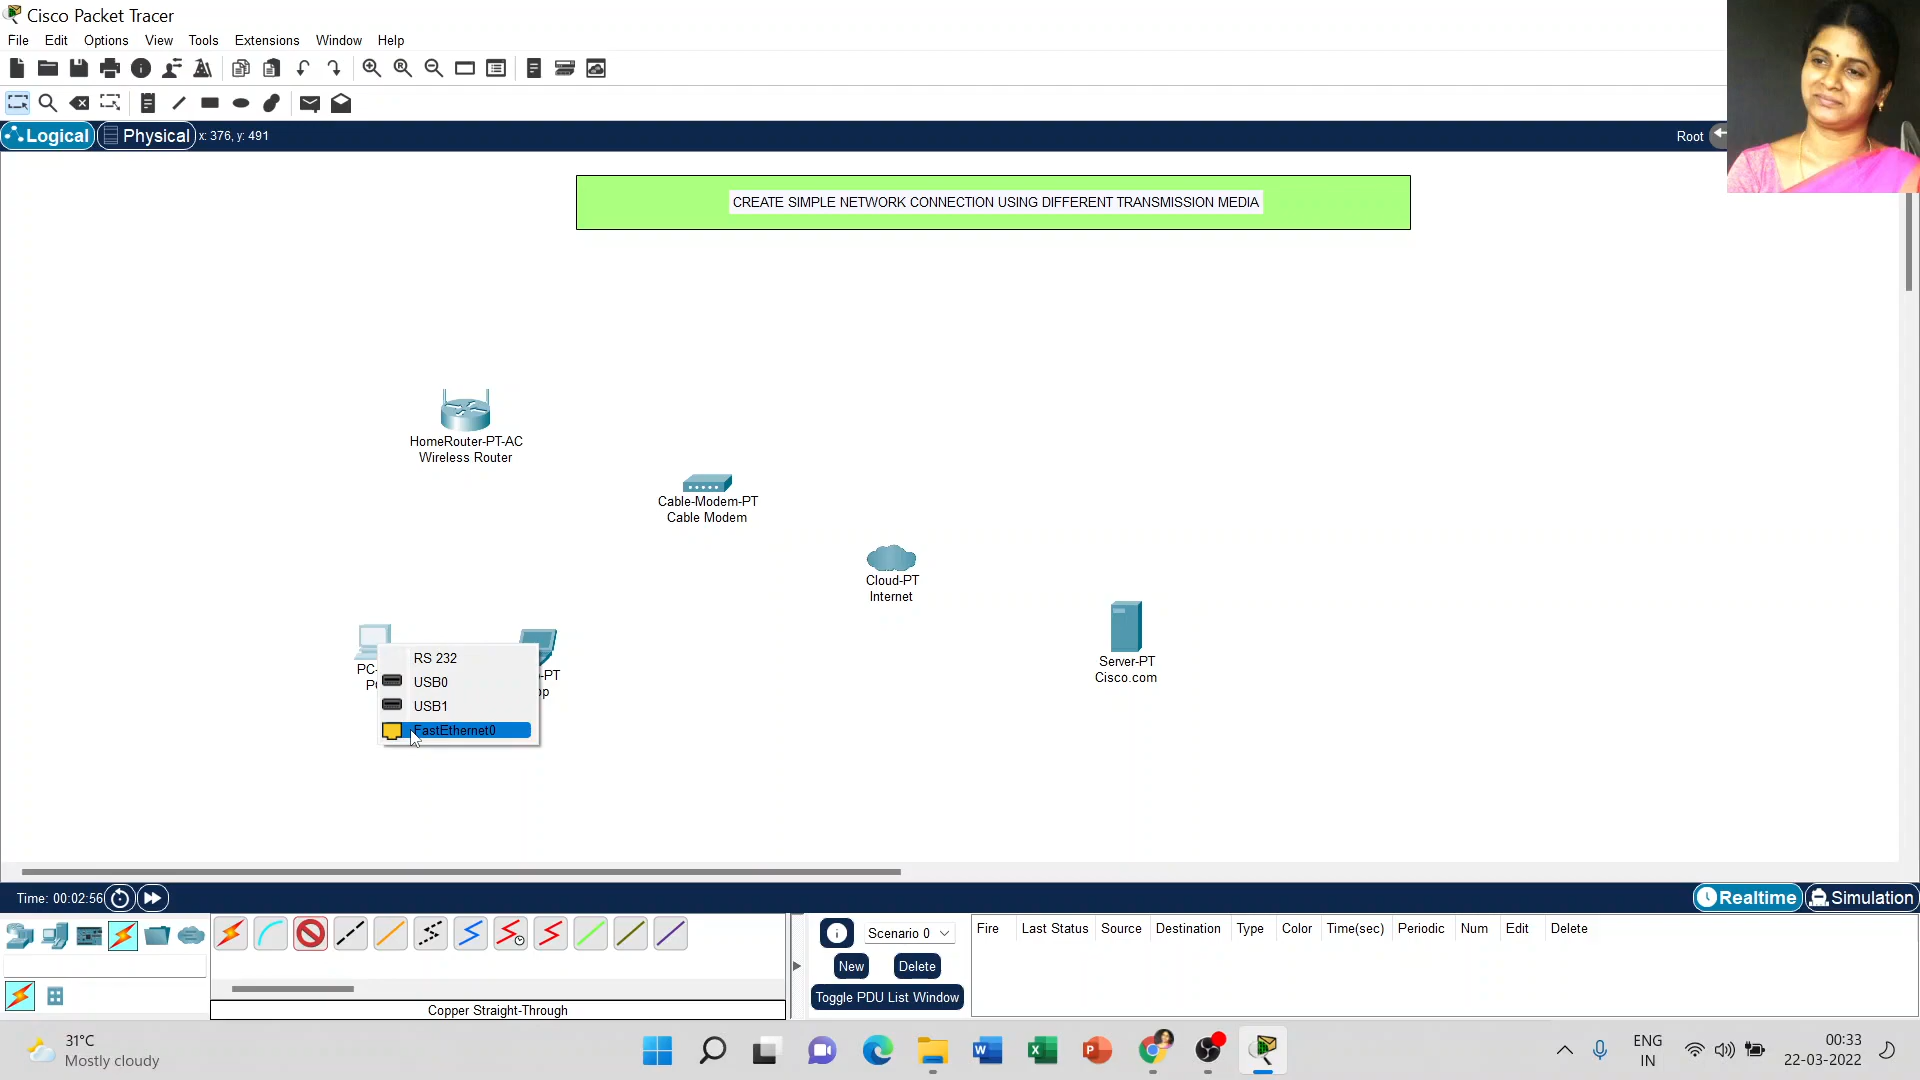 Cisco Packet Tracer
File Edit Options View Tools Extensions Window Help
Logical Physical x: 376, y: 491 Root
CREATE SIMPLE NETWORK CONNECTION USING DIFFERENT TRANSMISSION MEDIA
HomeRouter-PT-AC
Wireless Router
Cable-Modem-PT
Cable Modem
Cloud-PT
Internet
Server-PT
Cisco.com
PC-
-PT
RS 232
USB0
USB1
FastEthernet0
Time: 00:02:56 Realtime Simulation
Scenario 0
New Delete
Toggle PDU List Window
Fire Last Status Source Destination Type Color Time(sec) Periodic Num Edit Delete
Copper Straight-Through
31°C
Mostly cloudy
ENG
IN
00:33
22-03-2022